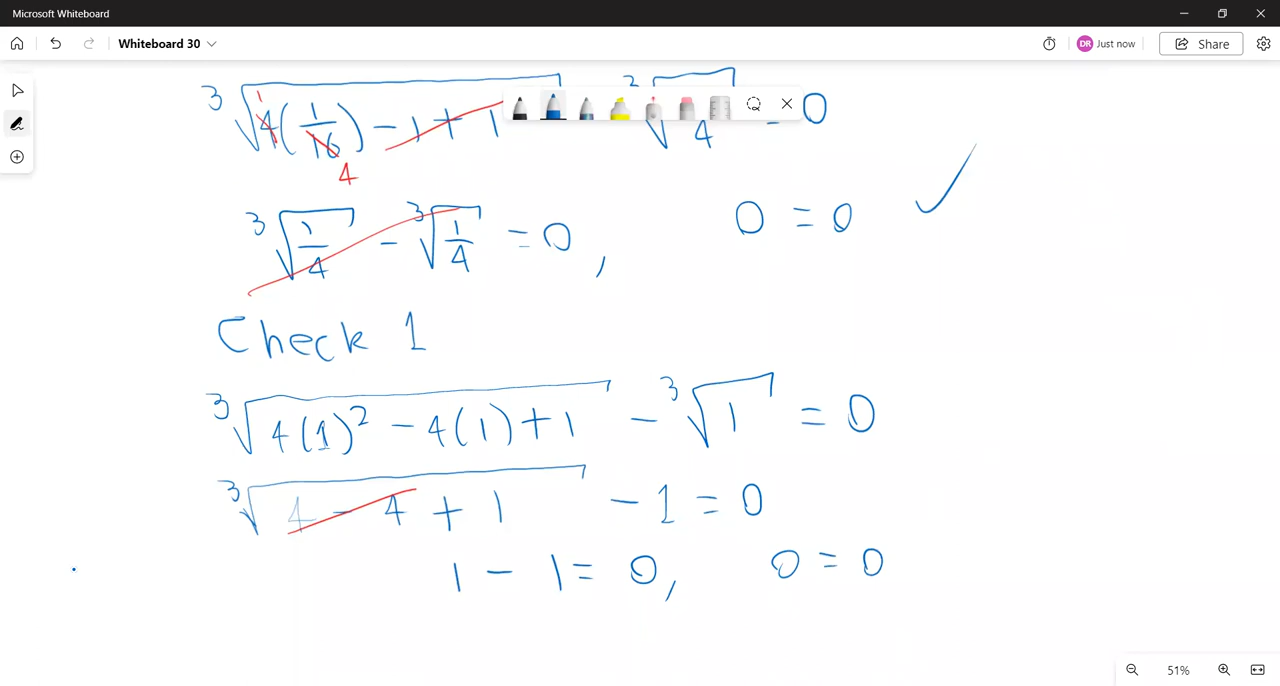 Microsoft Whiteboard
Whiteboard 30
DR Just now Share
∛(4(1/16) - 1 + 1 ∛ 4 = 0
1 4
∛(1/4) - ∛(1/4) = 0, 0 = 0 ✓
Check 1
∛(4(1)² - 4(1) + 1) - ∛1 = 0
∛(4 - 4 + 1) - 1 = 0
1 - 1 = 0, 0 = 0
51%